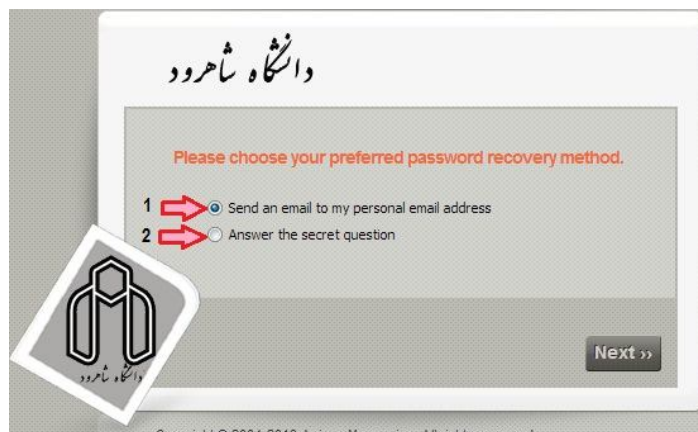 دانشگاه شاهرود
Please choose your preferred password recovery method.
1 Send an email to my personal email address
2 Answer the secret question
دانشگاه شاهرود
Next »